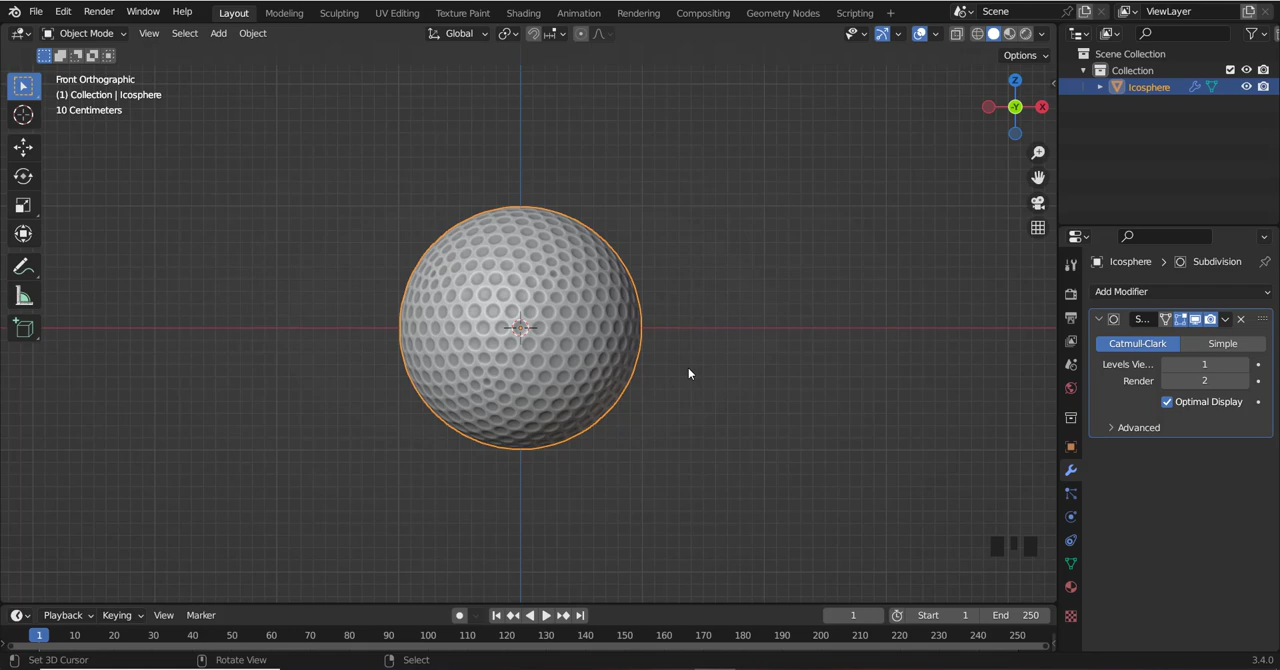 File Edit Render Window Help Layout Modeling Sculpting UV Editing Texture Paint Shading Animation Rendering Compositing Geometry Nodes Scripting + Scene ViewLayer
Object Mode View Select Add Object Global
Options
Front Orthographic
(1) Collection | Icosphere
10 Centimeters
Z
-Y
X
Scene Collection
Collection
Icosphere
Icosphere > Subdivision
Add Modifier
S...
Catmull-Clark Simple
Levels Vie... 1
Render 2
Optimal Display
Advanced
Playback Keying View Marker 1 Start 1 End 250
1 10 20 30 40 50 60 70 80 90 100 110 120 130 140 150 160 170 180 190 200 210 220 230 240 250
Set 3D Cursor Rotate View Select 3.4.0